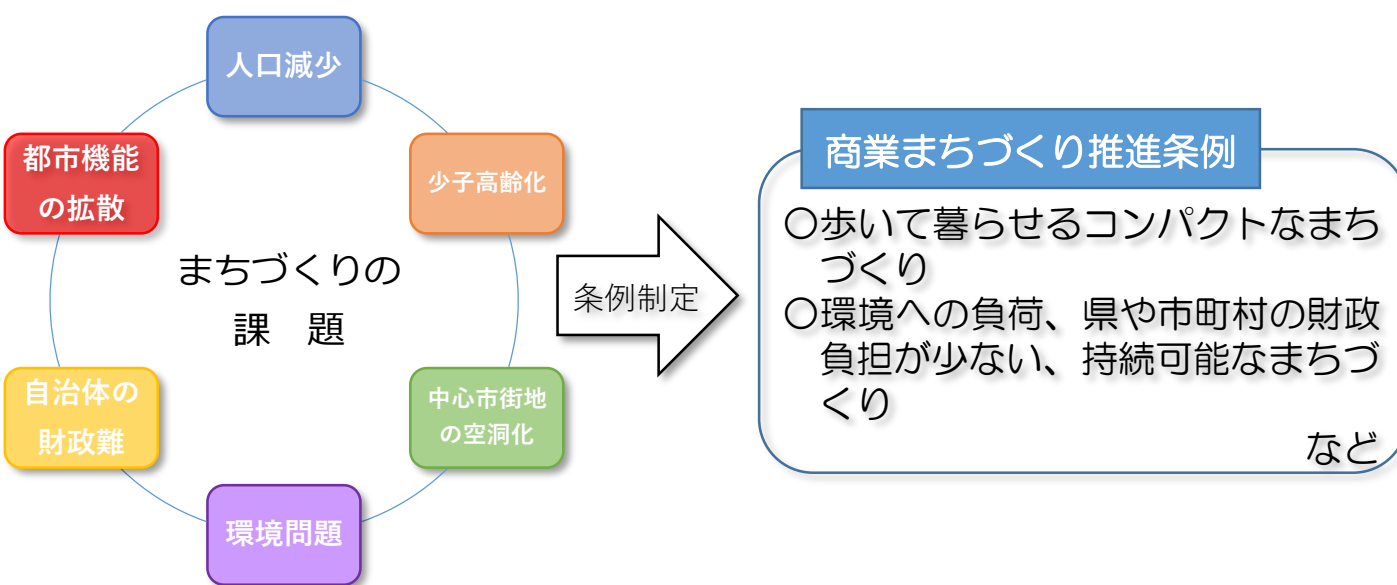 人口減少
少子高齢化
中心市街地
の空洞化
環境問題
自治体の
財政難
都市機能
の拡散
まちづくりの
課　題
条例制定
商業まちづくり推進条例
〇歩いて暮らせるコンパクトなまち
づくり
〇環境への負荷、県や市町村の財政
負担が少ない、持続可能なまちづ
くり
など